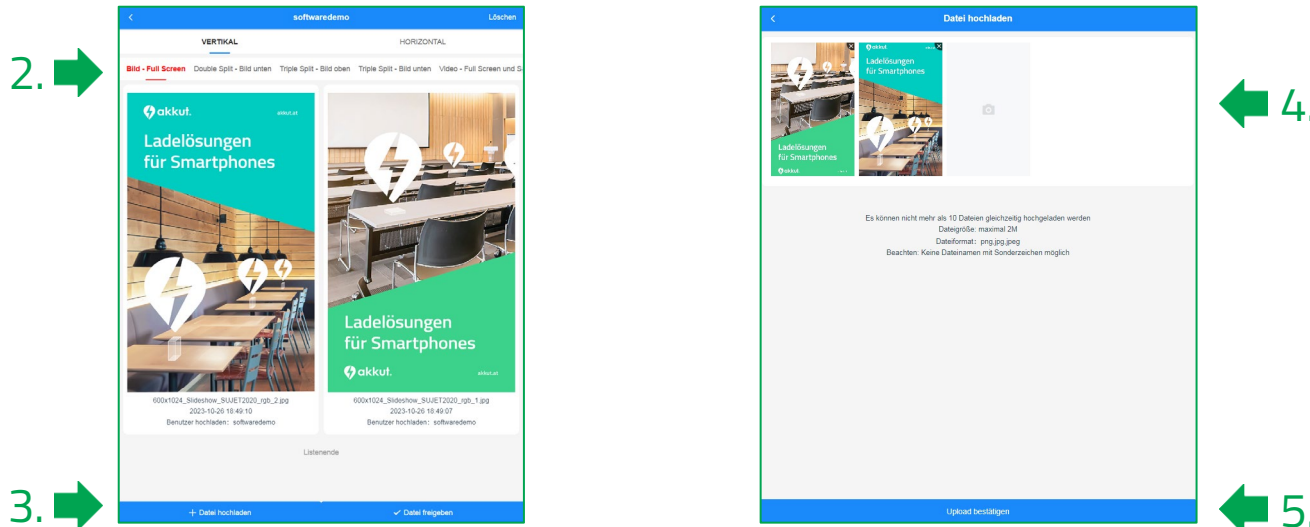 2.
softwaredemo
Löschen
VERTIKAL
HORIZONTAL
Bild - Full Screen
Double Split - Bild unten
Triple Split - Bild oben
Triple Split - Bild unten
Video - Full Screen und S
akkut.
akkut.at
Ladelösungen
für Smartphones
600x1024_Slideshow_SUJET2020_rgb_2.jpg
2023-10-26 18:49:10
Benutzer hochladen: softwaredemo
Ladelösungen
für Smartphones
akkut.
akkut.at
600x1024_Slideshow_SUJET2020_rgb_1.jpg
2023-10-26 18:49:07
Benutzer hochladen: softwaredemo
Listenende
3.
+ Datei hochladen
✓ Datei freigeben
Datei hochladen
Ladelösungen
für Smartphones
akkut.
akkut.
Ladelösungen
für Smartphones
4.
Es können nicht mehr als 10 Dateien gleichzeitig hochgeladen werden
Dateigröße: maximal 2M
Dateiformat: png,jpg,jpeg
Beachten: Keine Dateinamen mit Sonderzeichen möglich
Upload bestätigen
5.